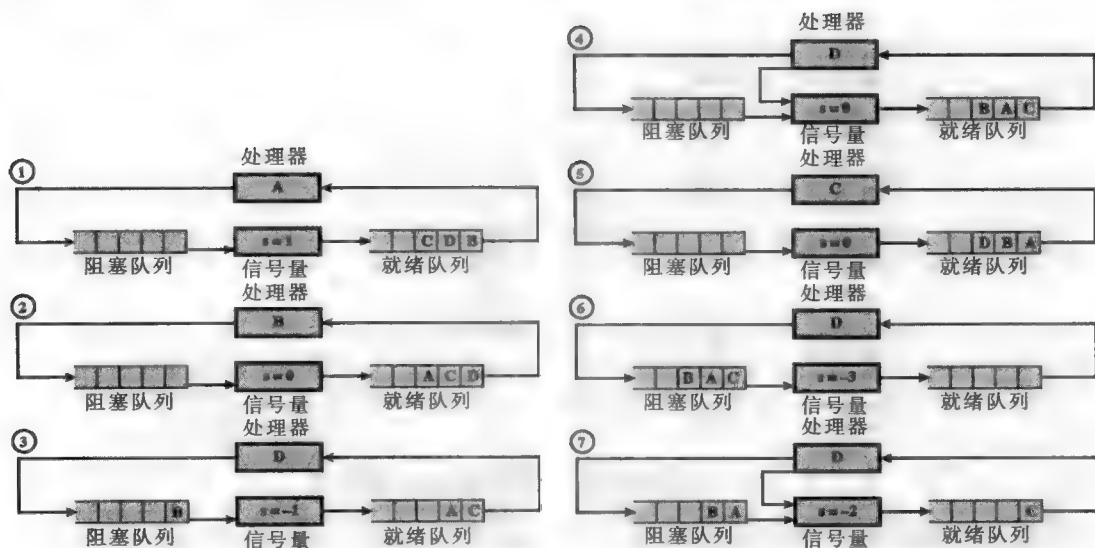 ①
处理器
A
s=1
C D B
阻塞队列 信号量 就绪队列
②
处理器
B
s=0
A C D
阻塞队列 信号量 就绪队列
③
处理器
D
B
s=-1
A C
阻塞队列 信号量 就绪队列
④
处理器
D
s=0
B A C
阻塞队列 信号量 就绪队列
⑤
处理器
C
s=0
D B A
阻塞队列 信号量 就绪队列
⑥
处理器
D
B A C
s=-3
阻塞队列 信号量 就绪队列
⑦
处理器
D
B A
s=-2
C
阻塞队列 信号量 就绪队列